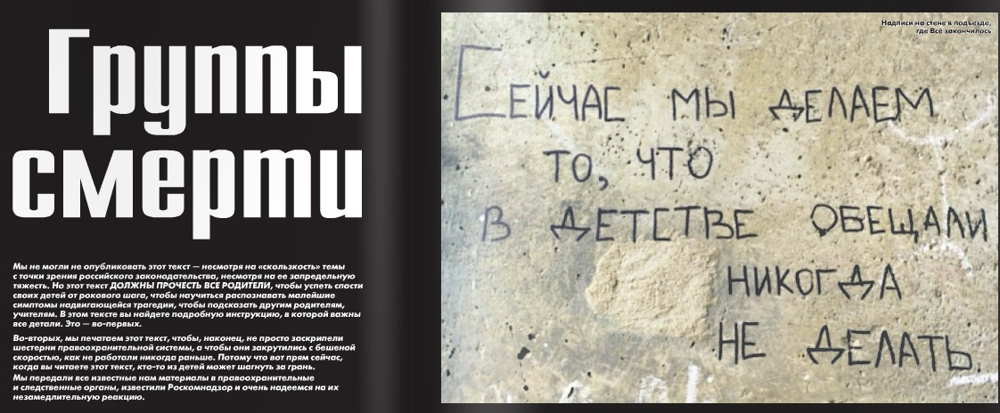 Группы
смерти
Мы не могли не опубликовать этот текст — несмотря на «скользкость» темы
с точки зрения российского законодательства, несмотря на ее запредельную
тяжесть. Но этот текст ДОЛЖНЫ ПРОЧЕСТЬ ВСЕ РОДИТЕЛИ, чтобы успеть спасти
своих детей от рокового шага, чтобы научиться распознавать малейшие
симптомы надвигающейся трагедии, чтобы подсказать другим родителям,
учителям. В этом тексте вы найдете подробную инструкцию, в которой важны
все детали. Это — во-первых.
Во-вторых, мы печатаем этот текст, чтобы, наконец, не просто заскрипели
шестерни правоохранительной системы, а чтобы они закрутились с бешеной
скоростью, как не работали никогда раньше. Потому что вот прям сейчас,
когда вы читаете этот текст, кто-то из детей может шагнуть за грань.
Мы передали все известные нам материалы в правоохранительные
и следственные органы, известили Роскомнадзор и очень надеемся на их
незамедлительную реакцию.
Надписи на стене в подъезде,
где Всё закончилось
СЕЙЧАС МЫ ДЕЛАЕМ
ТО, ЧТО
В ДЕТСТВЕ ОБЕЩАЛИ
НИКОГДА
НЕ ДЕЛАТЬ